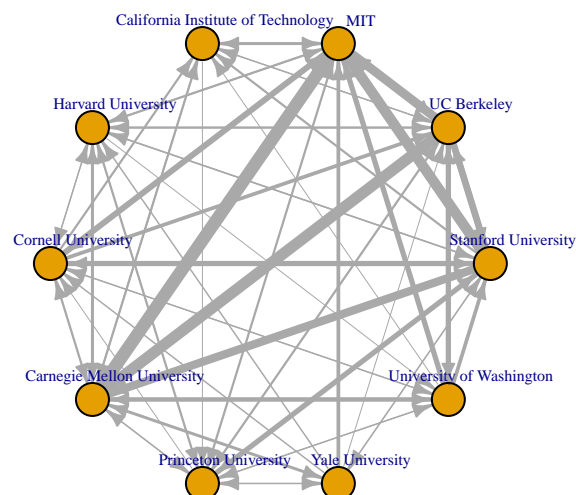 California Institute of Technology
MIT
Harvard University
UC Berkeley
Cornell University
Stanford University
Carnegie Mellon University
University of Washington
Princeton University
Yale University